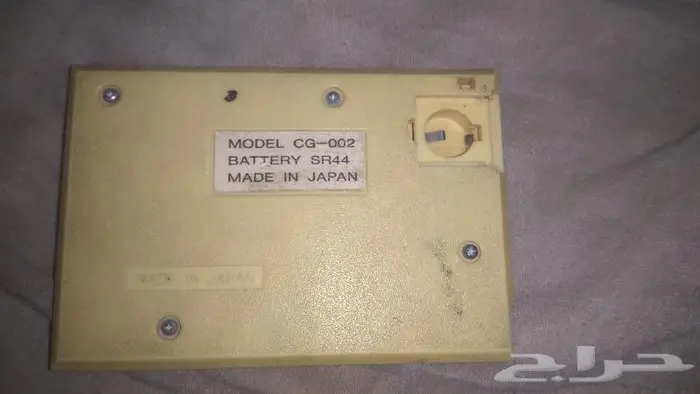 MODEL CG-002
BATTERY SR44
MADE IN JAPAN
MADE IN JAPAN
حراج